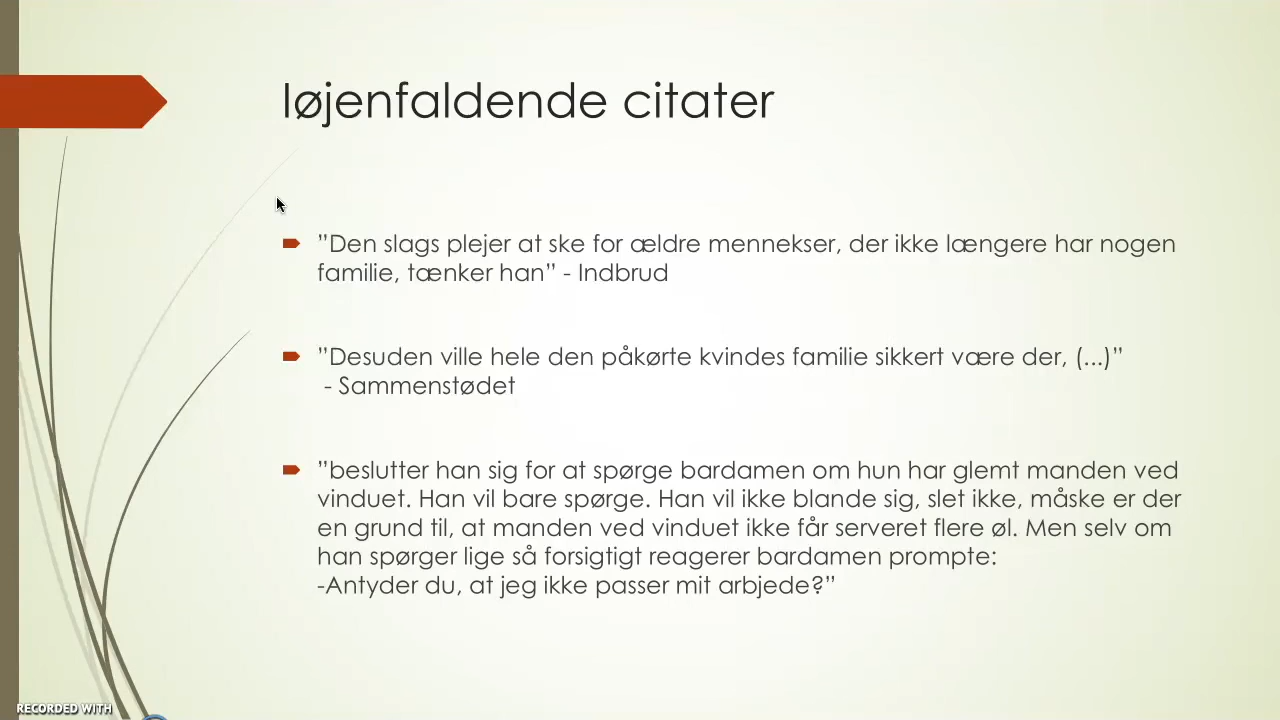 Iøjenfaldende citater
”Den slags plejer at ske for ældre mennekser, der ikke længere har nogen
familie, tænker han” - Indbrud
”Desuden ville hele den påkørte kvindes familie sikkert være der, (...)”
- Sammenstødet
”beslutter han sig for at spørge bardamen om hun har glemt manden ved
vinduet. Han vil bare spørge. Han vil ikke blande sig, slet ikke, måske er der
en grund til, at manden ved vinduet ikke får serveret flere øl. Men selv om
han spørger lige så forsigtigt reagerer bardamen prompte:
-Antyder du, at jeg ikke passer mit arbjede?”
RECORDED WITH